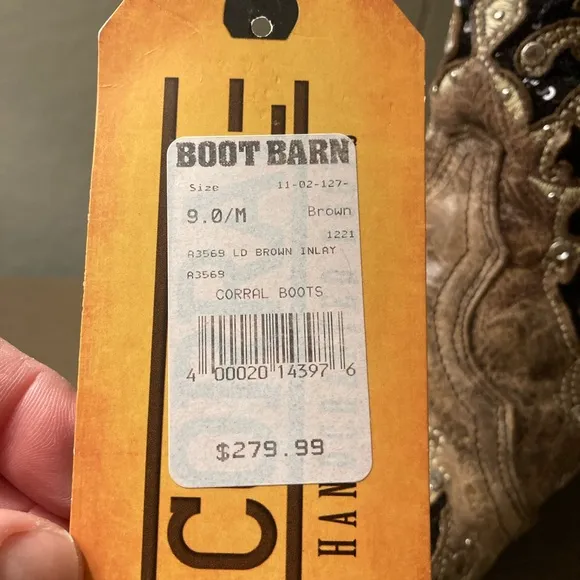 BOOT BARN
Size 11-02-127-
9.0/M Brown
1221
A3569 LD BROWN INLAY
A3569
CORRAL BOOTS
4 00020 14397 6
$279.99
C
HAN